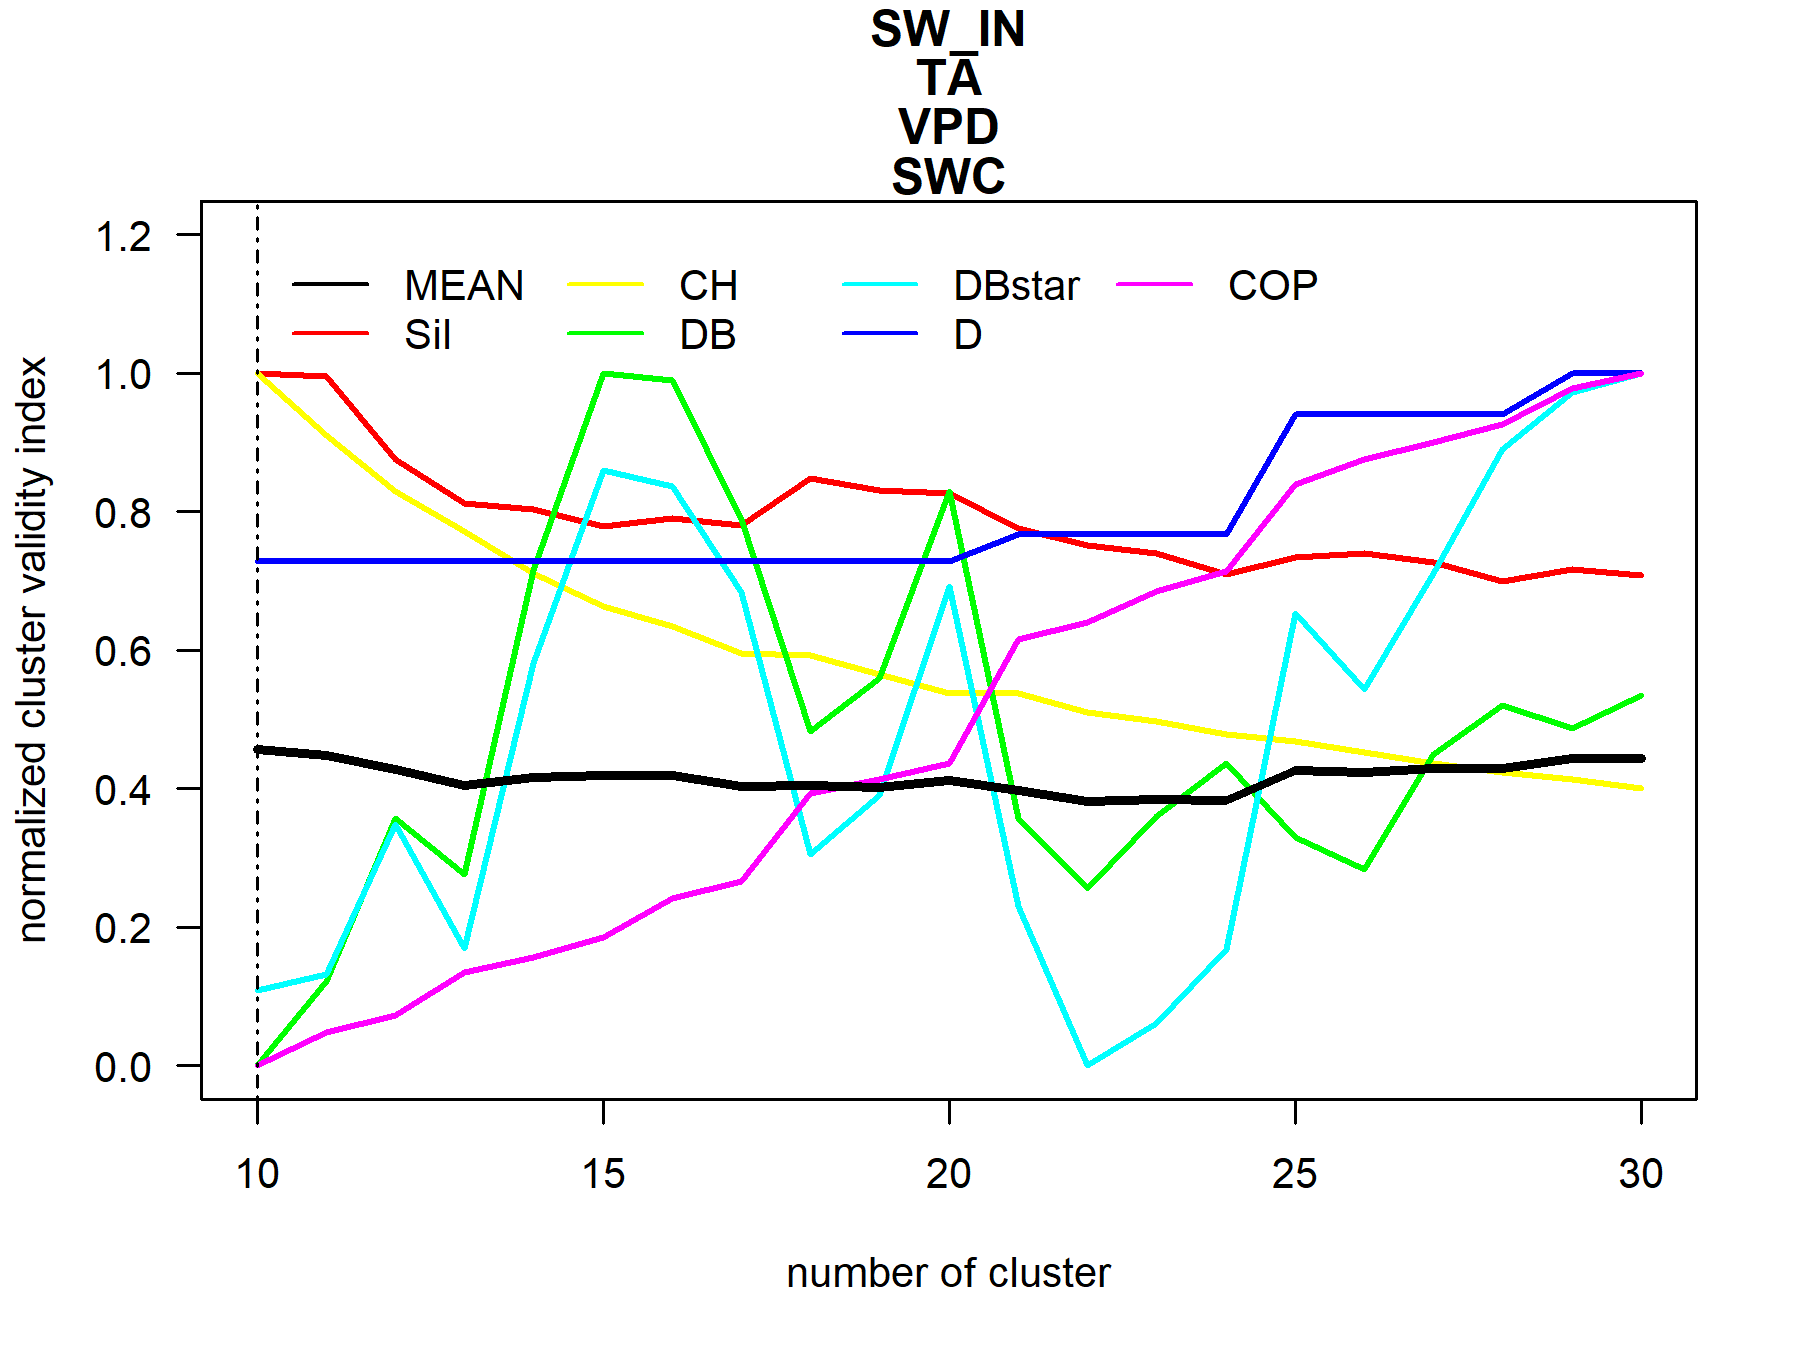 SW_IN
TA
VPD
SWC
normalized cluster validity index
1.2
1.0
0.8
0.6
0.4
0.2
0.0
MEAN CH DBstar COP
Sil DB D
10 15 20 25 30
number of cluster